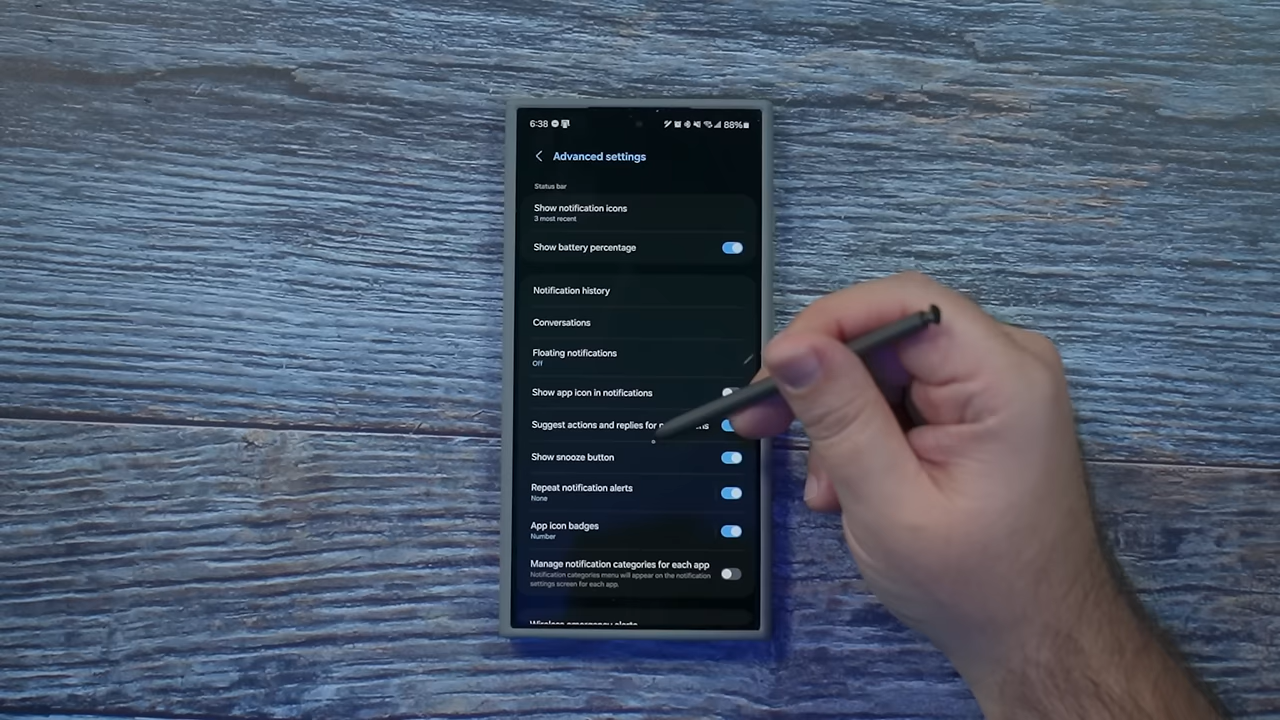 6:38
88%
Advanced settings
Status bar
Show notification icons
3 most recent
Show battery percentage
Notification history
Conversations
Floating notifications
Off
Show app icon in notifications
Suggest actions and replies for
Show snooze button
Repeat notification alerts
None
App icon badges
Number
Manage notification categories for each app
Notification categories menu will appear on the notification
settings screen for each app.
Wireless emergency alerts